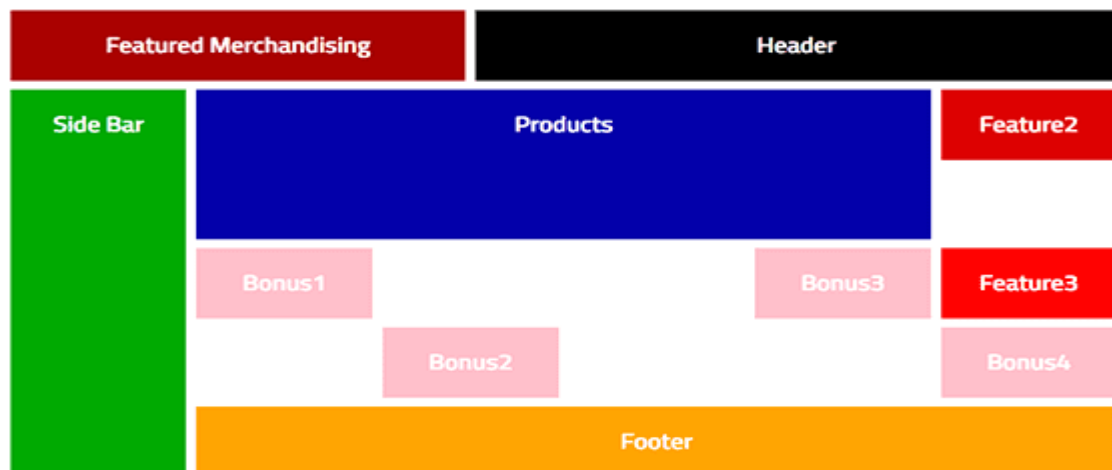 Featured Merchandising
Header
Side Bar
Products
Feature2
Bonus1
Bonus3
Feature3
Bonus2
Bonus4
Footer